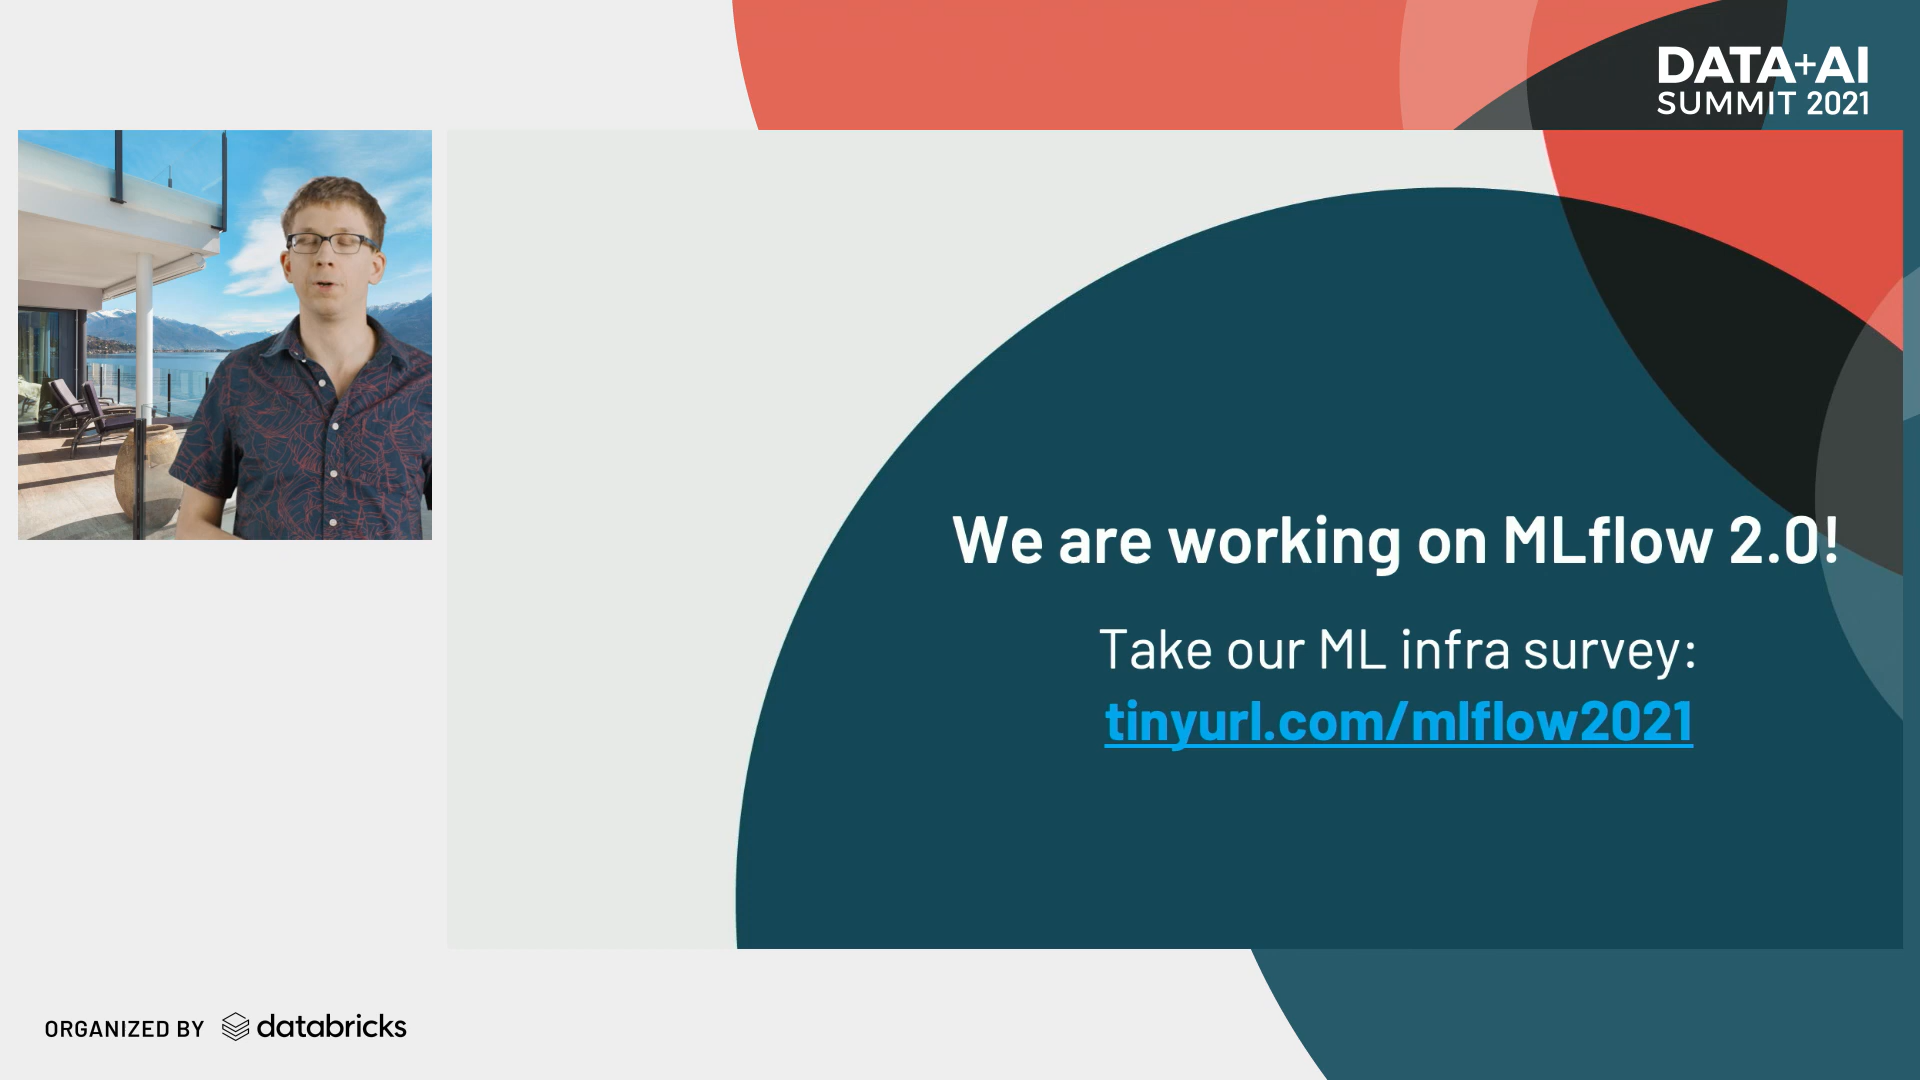 DATA+AI
SUMMIT 2021
We are working on MLflow 2.0!
Take our ML infra survey:
tinyurl.com/mlflow2021
ORGANIZED BY databricks